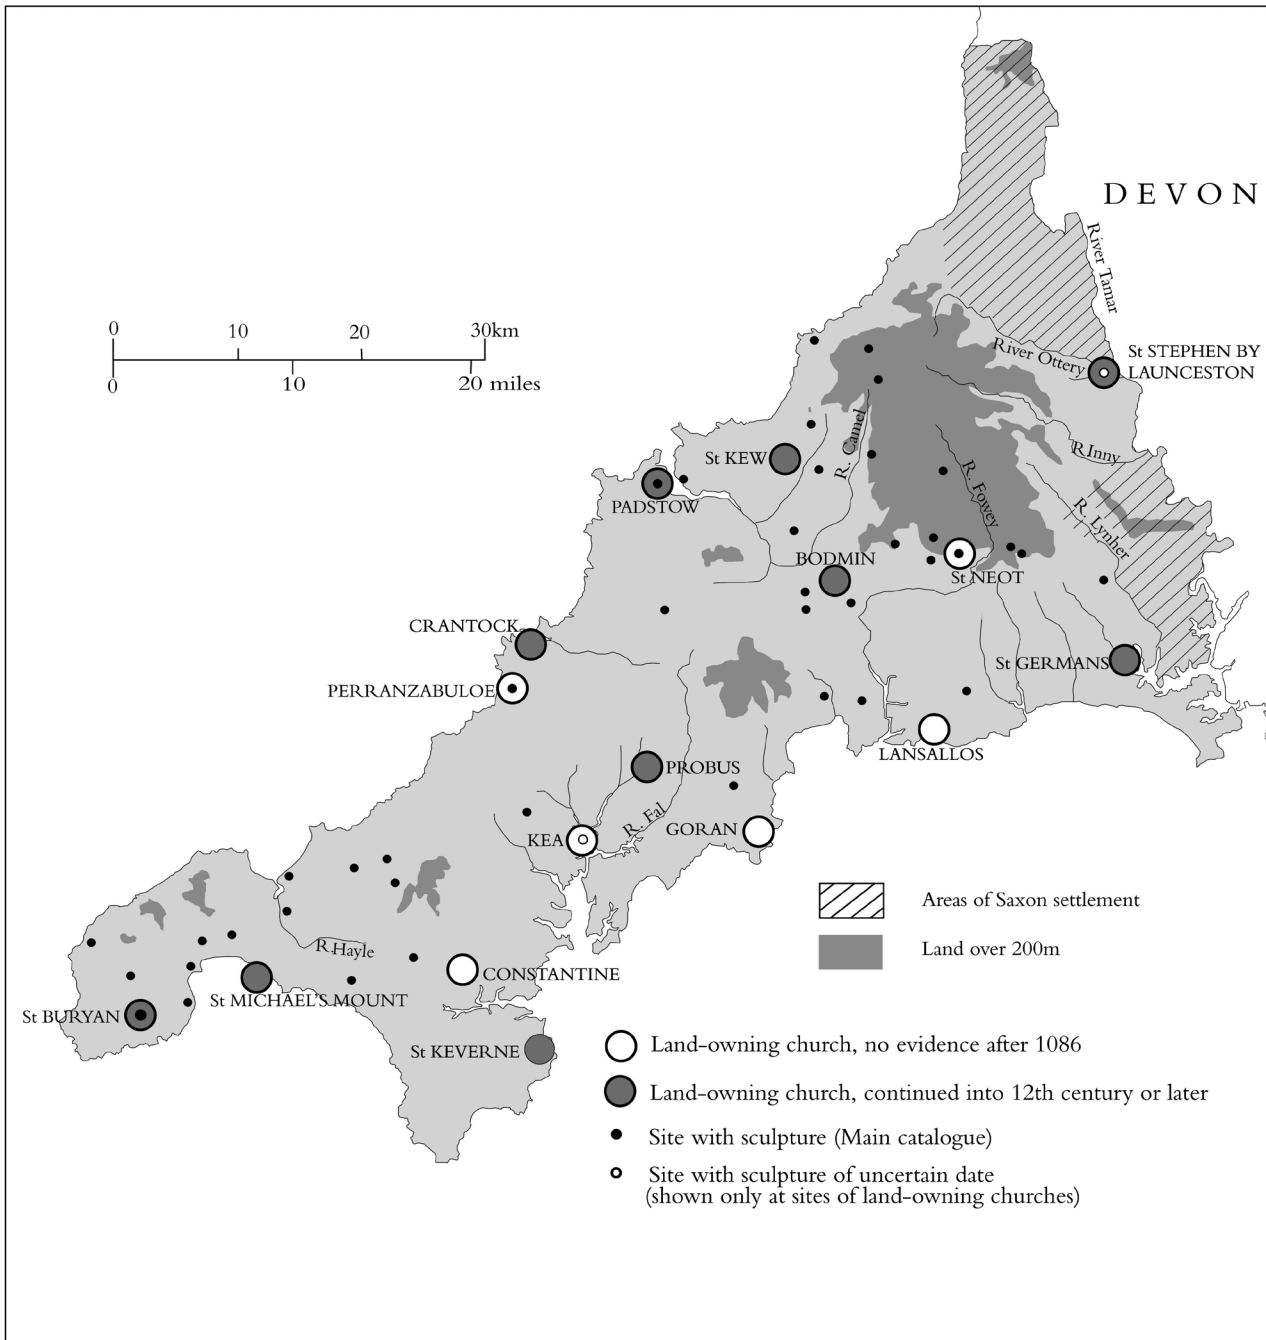 DEVON
River Tamar
0 10 20 30km
0 10 20 miles
River Ottery
St STEPHEN BY
LAUNCESTON
R. Camel
St KEW
R.Inny
R. Fowey
PADSTOW
R. Lynher
BODMIN
St NEOT
CRANTOCK
St GERMANS
PERRANZABULOE
LANSALLOS
PROBUS
R. Fal
GORAN
KEA
Areas of Saxon settlement
R.Hayle
Land over 200m
CONSTANTINE
St MICHAEL'S MOUNT
St BURYAN
St KEVERNE
Land-owning church, no evidence after 1086
Land-owning church, continued into 12th century or later
Site with sculpture (Main catalogue)
Site with sculpture of uncertain date
(shown only at sites of land-owning churches)